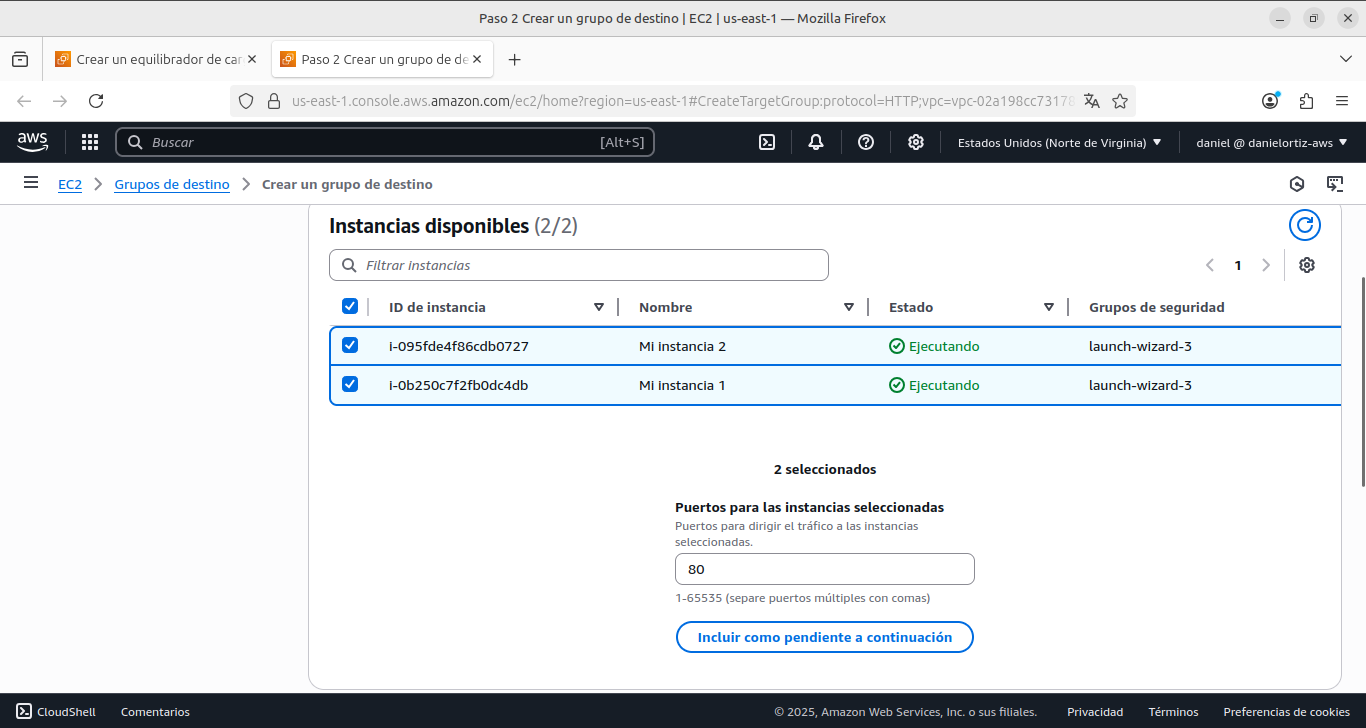 Paso 2 Crear un grupo de destino | EC2 | us-east-1 — Mozilla Firefox
Crear un equilibrador de car
Paso 2 Crear un grupo de de
us-east-1.console.aws.amazon.com/ec2/home?region=us-east-1#CreateTargetGroup:protocol=HTTP;vpc=vpc-02a198cc73178
aws
Buscar
[Alt+S]
Estados Unidos (Norte de Virginia)
daniel @ danielortiz-aws
EC2
Grupos de destino
Crear un grupo de destino
Instancias disponibles (2/2)
Filtrar instancias
1
ID de instancia
Nombre
Estado
Grupos de seguridad
i-095fde4f86cdb0727
Mi instancia 2
Ejecutando
launch-wizard-3
i-0b250c7f2fb0dc4db
Mi instancia 1
Ejecutando
launch-wizard-3
2 seleccionados
Puertos para las instancias seleccionadas
Puertos para dirigir el tráfico a las instancias
seleccionadas.
80
1-65535 (separe puertos múltiples con comas)
Incluir como pendiente a continuación
CloudShell
Comentarios
© 2025, Amazon Web Services, Inc. o sus filiales.
Privacidad
Términos
Preferencias de cookies